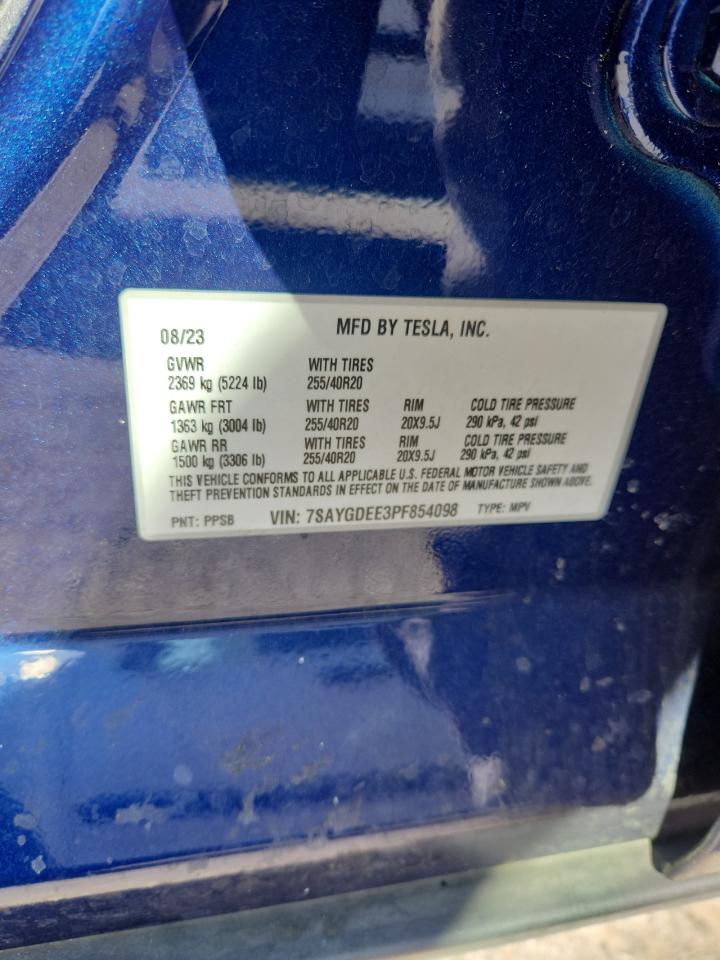 MFD BY TESLA, INC.
08/23
GVWR WITH TIRES
2369 kg (5224 lb) 255/40R20
GAWR FRT WITH TIRES RIM COLD TIRE PRESSURE
1363 kg (3004 lb) 255/40R20 20X9.5J 290 kPa, 42 psi
GAWR RR WITH TIRES RIM COLD TIRE PRESSURE
1500 kg (3306 lb) 255/40R20 20X9.5J 290 kPa, 42 psi
THIS VEHICLE CONFORMS TO ALL APPLICABLE U.S. FEDERAL MOTOR VEHICLE SAFETY AND
THEFT PREVENTION STANDARDS IN EFFECT ON THE DATE OF MANUFACTURE SHOWN ABOVE.
PNT: PPSB VIN: 7SAYGDEE3PF854098 TYPE: MPV